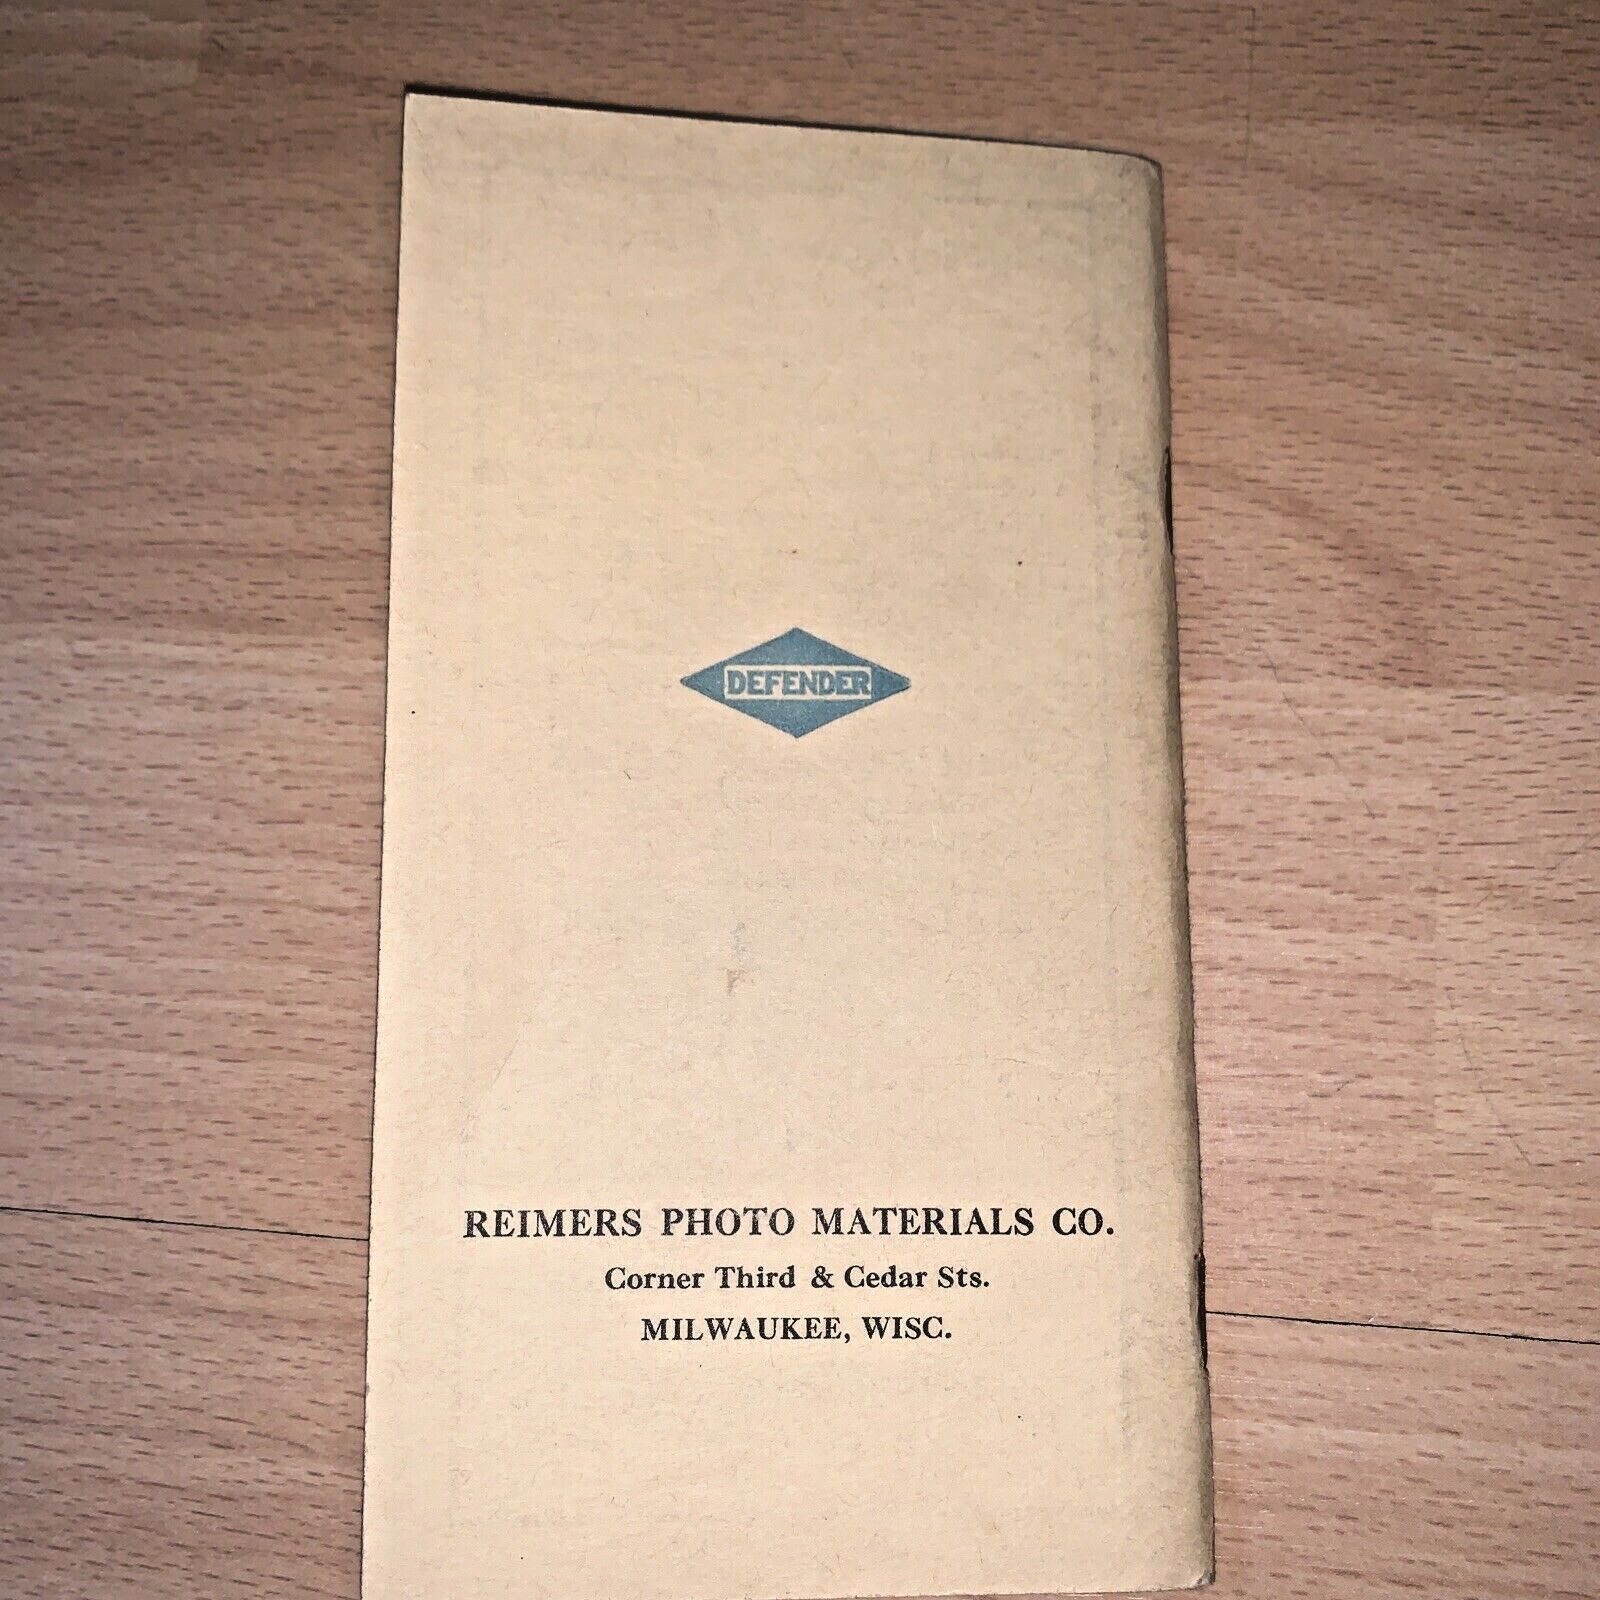 DEFENDER
REIMERS PHOTO MATERIALS CO.
Corner Third & Cedar Sts.
MILWAUKEE, WISC.